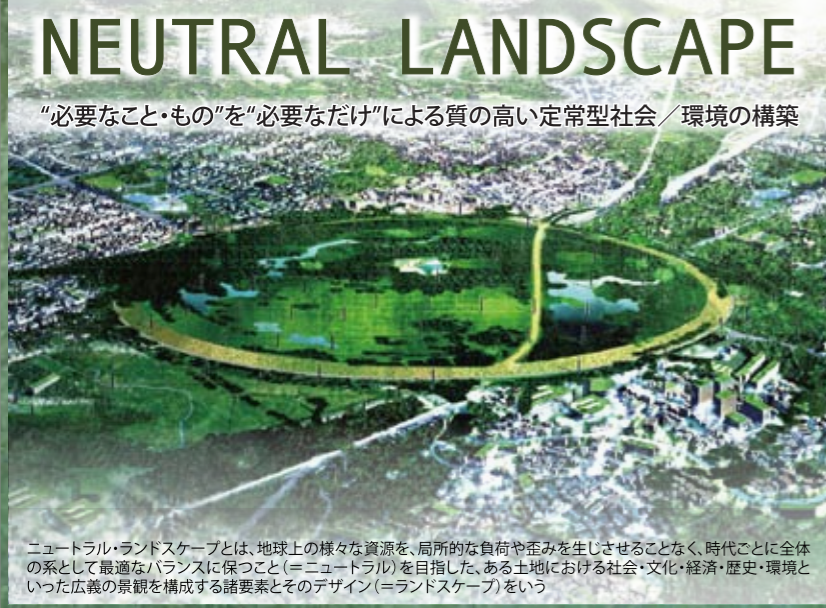 NEUTRAL LANDSCAPE
“必要なこと・もの”を“必要なだけ”による質の高い定常型社会／環境の構築
ニュートラル・ランドスケープとは、地球上の様々な資源を、局所的な負荷や歪みを生じさせることなく、時代ごとに全体
の系として最適なバランスに保つこと（＝ニュートラル）を目指した、ある土地における社会・文化・経済・歴史・環境と
いった広義の景観を構成する諸要素とそのデザイン（＝ランドスケープ）をいう